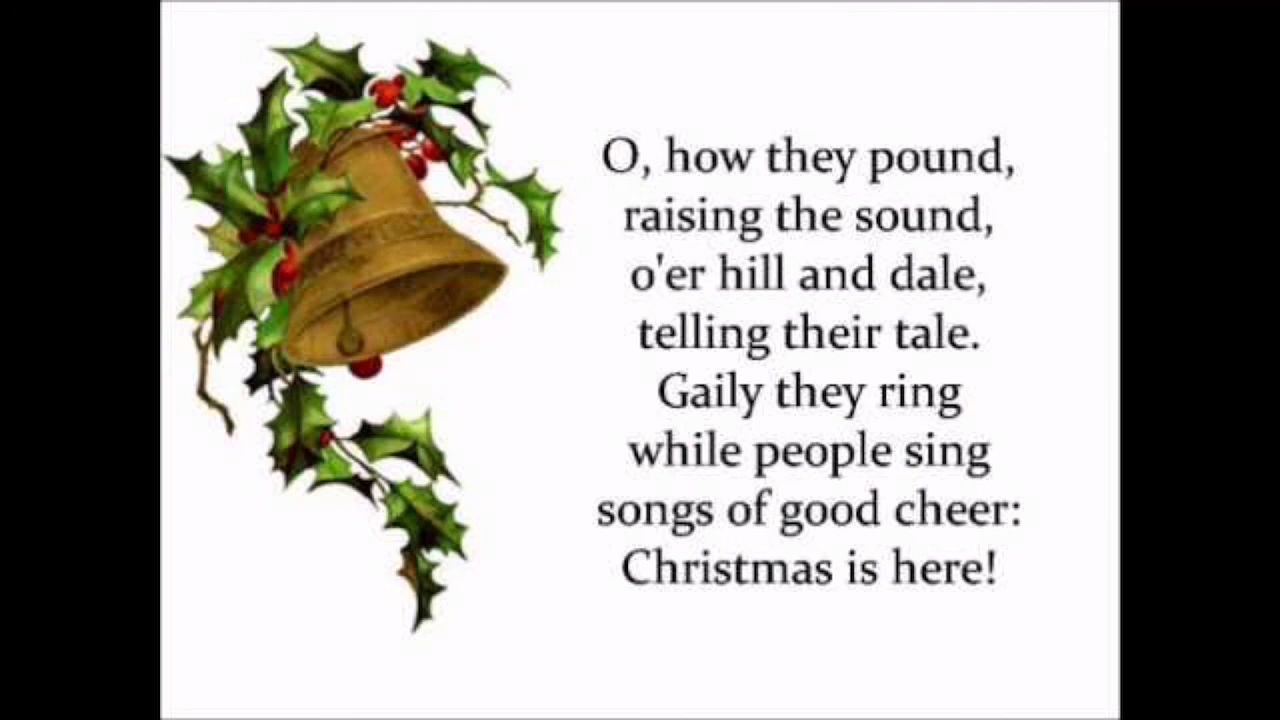 O, how they pound,
raising the sound,
o'er hill and dale,
telling their tale.
Gaily they ring
while people sing
songs of good cheer:
Christmas is here!